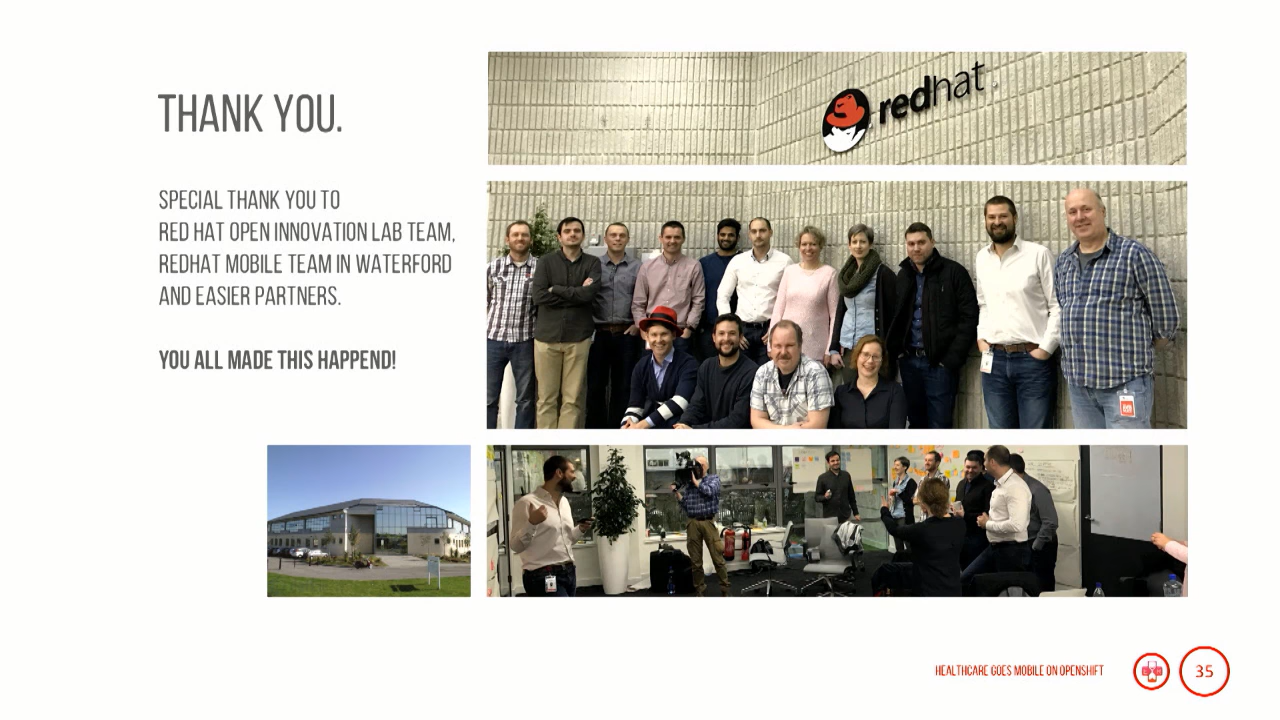 THANK YOU.
SPECIAL THANK YOU TO
RED HAT OPEN INNOVATION LAB TEAM,
REDHAT MOBILE TEAM IN WATERFORD
AND EASIER PARTNERS.
YOU ALL MADE THIS HAPPEND!
redhat.
HEALTHCARE GOES MOBILE ON OPENSHIFT
35